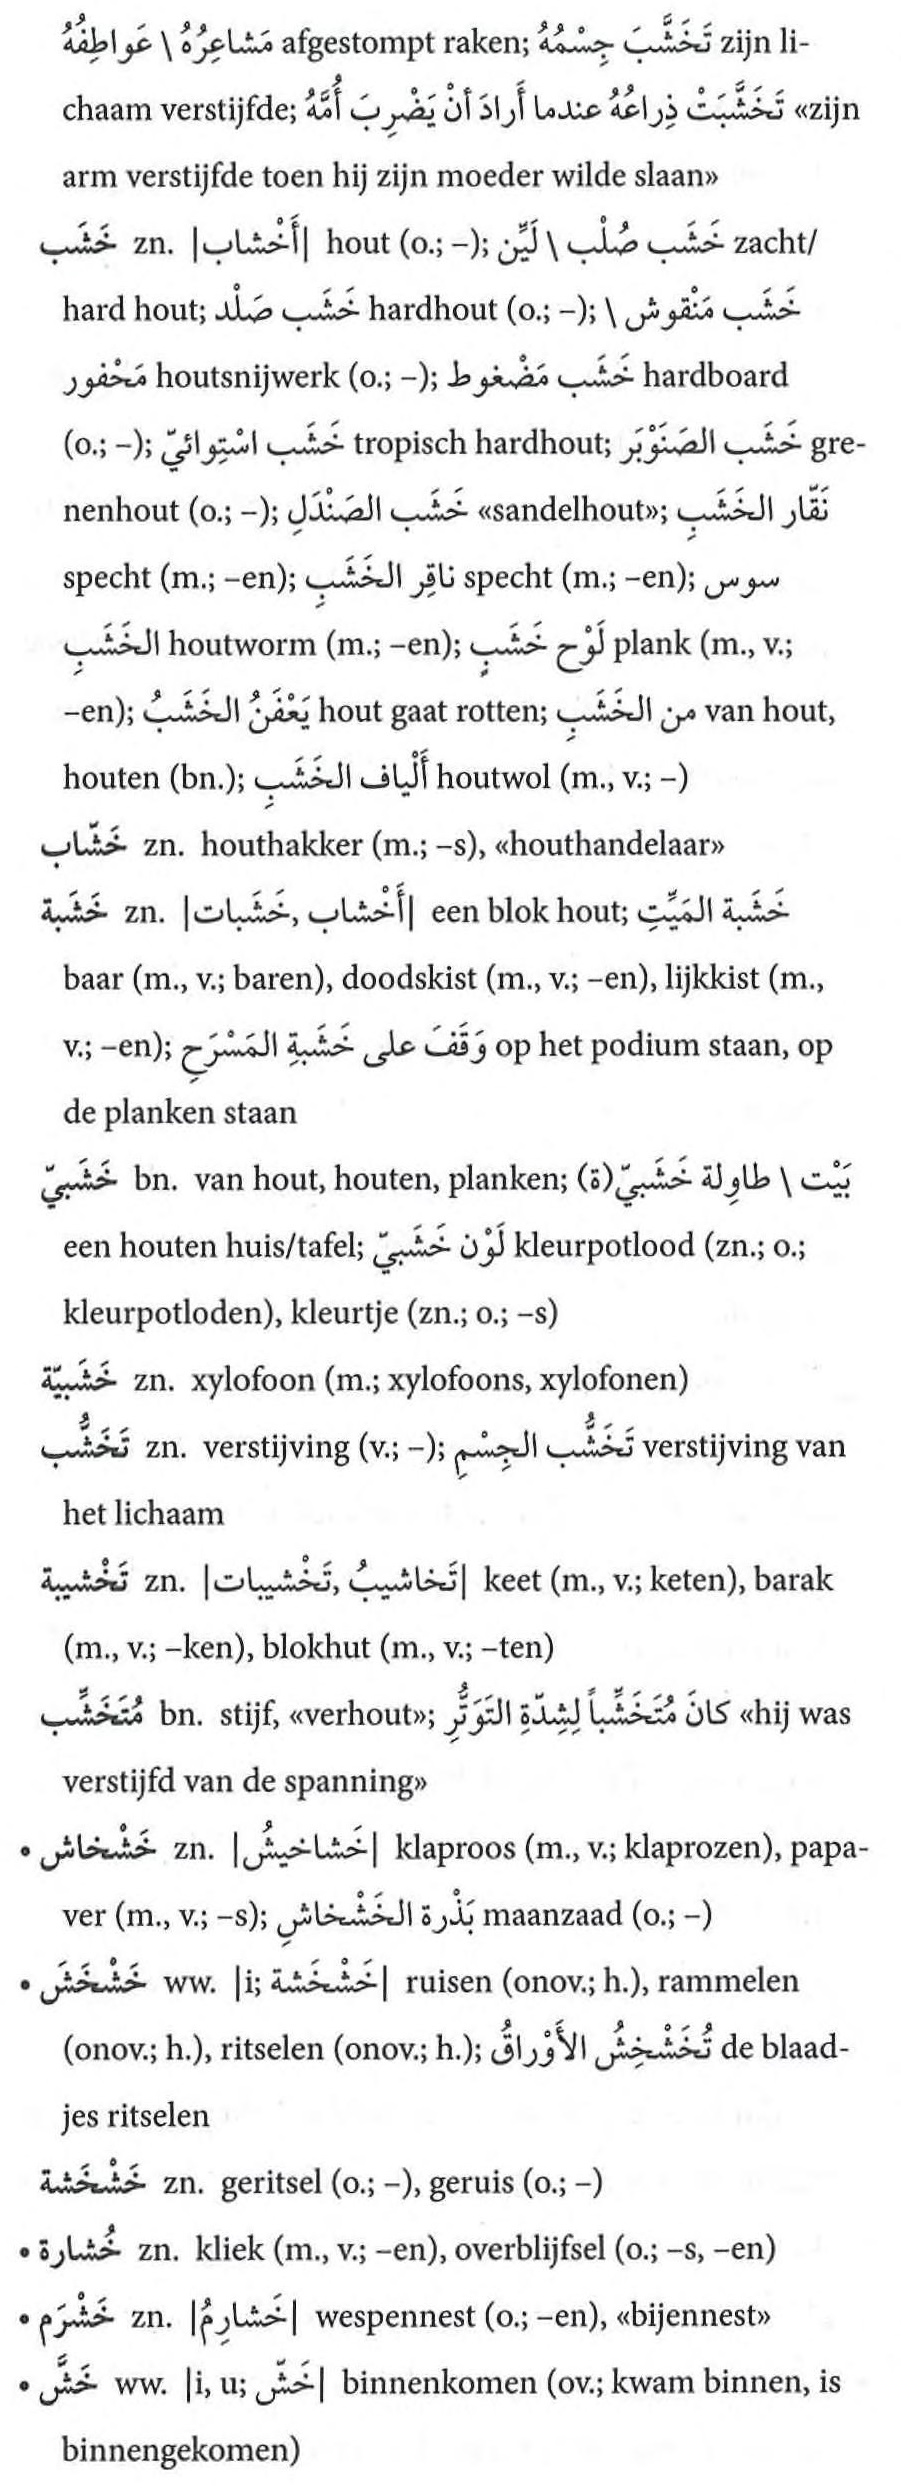 مَشاعِرُهُ \ عَواطِفُهُ afgestompt raken; تَخَشَّبَ جِسْمُهُ zijn li-
chaam verstijfde; تَخَشَّبَتْ ذِراعُهُ عندما أَرادَ أنْ يَضْرِبَ أُمَّهُ «zijn
arm verstijfde toen hij zijn moeder wilde slaan»
خَشَب zn. |أَخْشاب| hout (o.; –); خَشَب صُلْب \ لَيِّن zacht/
hard hout; خَشَب صَلْد hardhout (o.; –); خَشَب مَنْقوش \
مَحْفور houtsnijwerk (o.; –); خَشَب مَضْغوط hardboard
(o.; –); خَشَب اسْتِوائيّ tropisch hardhout; خَشَب الصَنَوْبَر gre-
nenhout (o.; –); خَشَب الصَنْدَلِ «sandelhout»; نَقّار الخَشَبِ
specht (m.; –en); ناقِر الخَشَبِ specht (m.; –en); سوس
الخَشَبِ houtworm (m.; –en); لَوْح خَشَبٍ plank (m., v.;
–en); يَعْفَنُ الخَشَبُ hout gaat rotten; من الخَشَبِ van hout,
houten (bn.); أَلْياف الخَشَبِ houtwol (m., v.; –)
خَشّاب zn. houthakker (m.; –s), «houthandelaar»
خَشَبة zn. |أَخْشاب, خَشَبات| een blok hout; خَشَبة المَيِّتِ
baar (m., v.; baren), doodskist (m., v.; –en), lijkkist (m.,
v.; –en); وَقَفَ على خَشَبةِ المَسْرَحِ op het podium staan, op
de planken staan
خَشَبيّ bn. van hout, houten, planken; بَيْت \ طاوِلة خَشَبيّ(ة)
een houten huis/tafel; لَوْن خَشَبيّ kleurpotlood (zn.; o.;
kleurpotloden), kleurtje (zn.; o.; –s)
خَشَبيّة zn. xylofoon (m.; xylofoons, xylofonen)
تَخَشُّب zn. verstijving (v.; –); تَخَشُّب الجِسْمِ verstijving van
het lichaam
تَخْشيبة zn. |تَخاشيبُ, تَخْشيبات| keet (m., v.; keten), barak
(m., v.; –ken), blokhut (m., v.; –ten)
مُتَخَشِّب bn. stijf, «verhout»; كانَ مُتَخَشِّباً لِشِدّةِ التَوَتُّرِ «hij was
verstijfd van de spanning»
• خَشْخاش zn. |خَشاخيشُ| klaproos (m., v.; klaprozen), papa-
ver (m., v.; –s); بَذْرة الخَشْخاشِ maanzaad (o.; –)
• خَشْخَشَ ww. |i; خَشْخَشة| ruisen (onov.; h.), rammelen
(onov.; h.), ritselen (onov.; h.); تُخَشْخِشُ الأَوْراقُ de blaad-
jes ritselen
خَشْخَشة zn. geritsel (o.; –), geruis (o.; –)
• خُشارة zn. kliek (m., v.; –en), overblijfsel (o.; –s, –en)
• خَشْرَم zn. |خَشارِمُ| wespennest (o.; –en), «bijennest»
• خَشَّ ww. |i, u; خَشّ| binnenkomen (ov.; kwam binnen, is
binnengekomen)